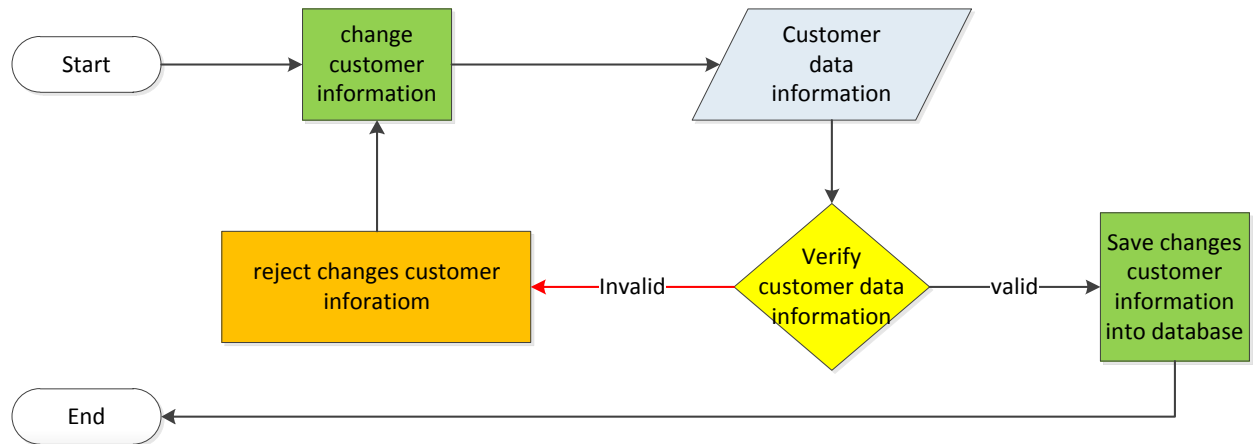 Start
change
customer
information
Customer
data
information
Verify
customer data
information
Invalid
valid
reject changes customer
inforatiom
Save changes
customer
information
into database
End